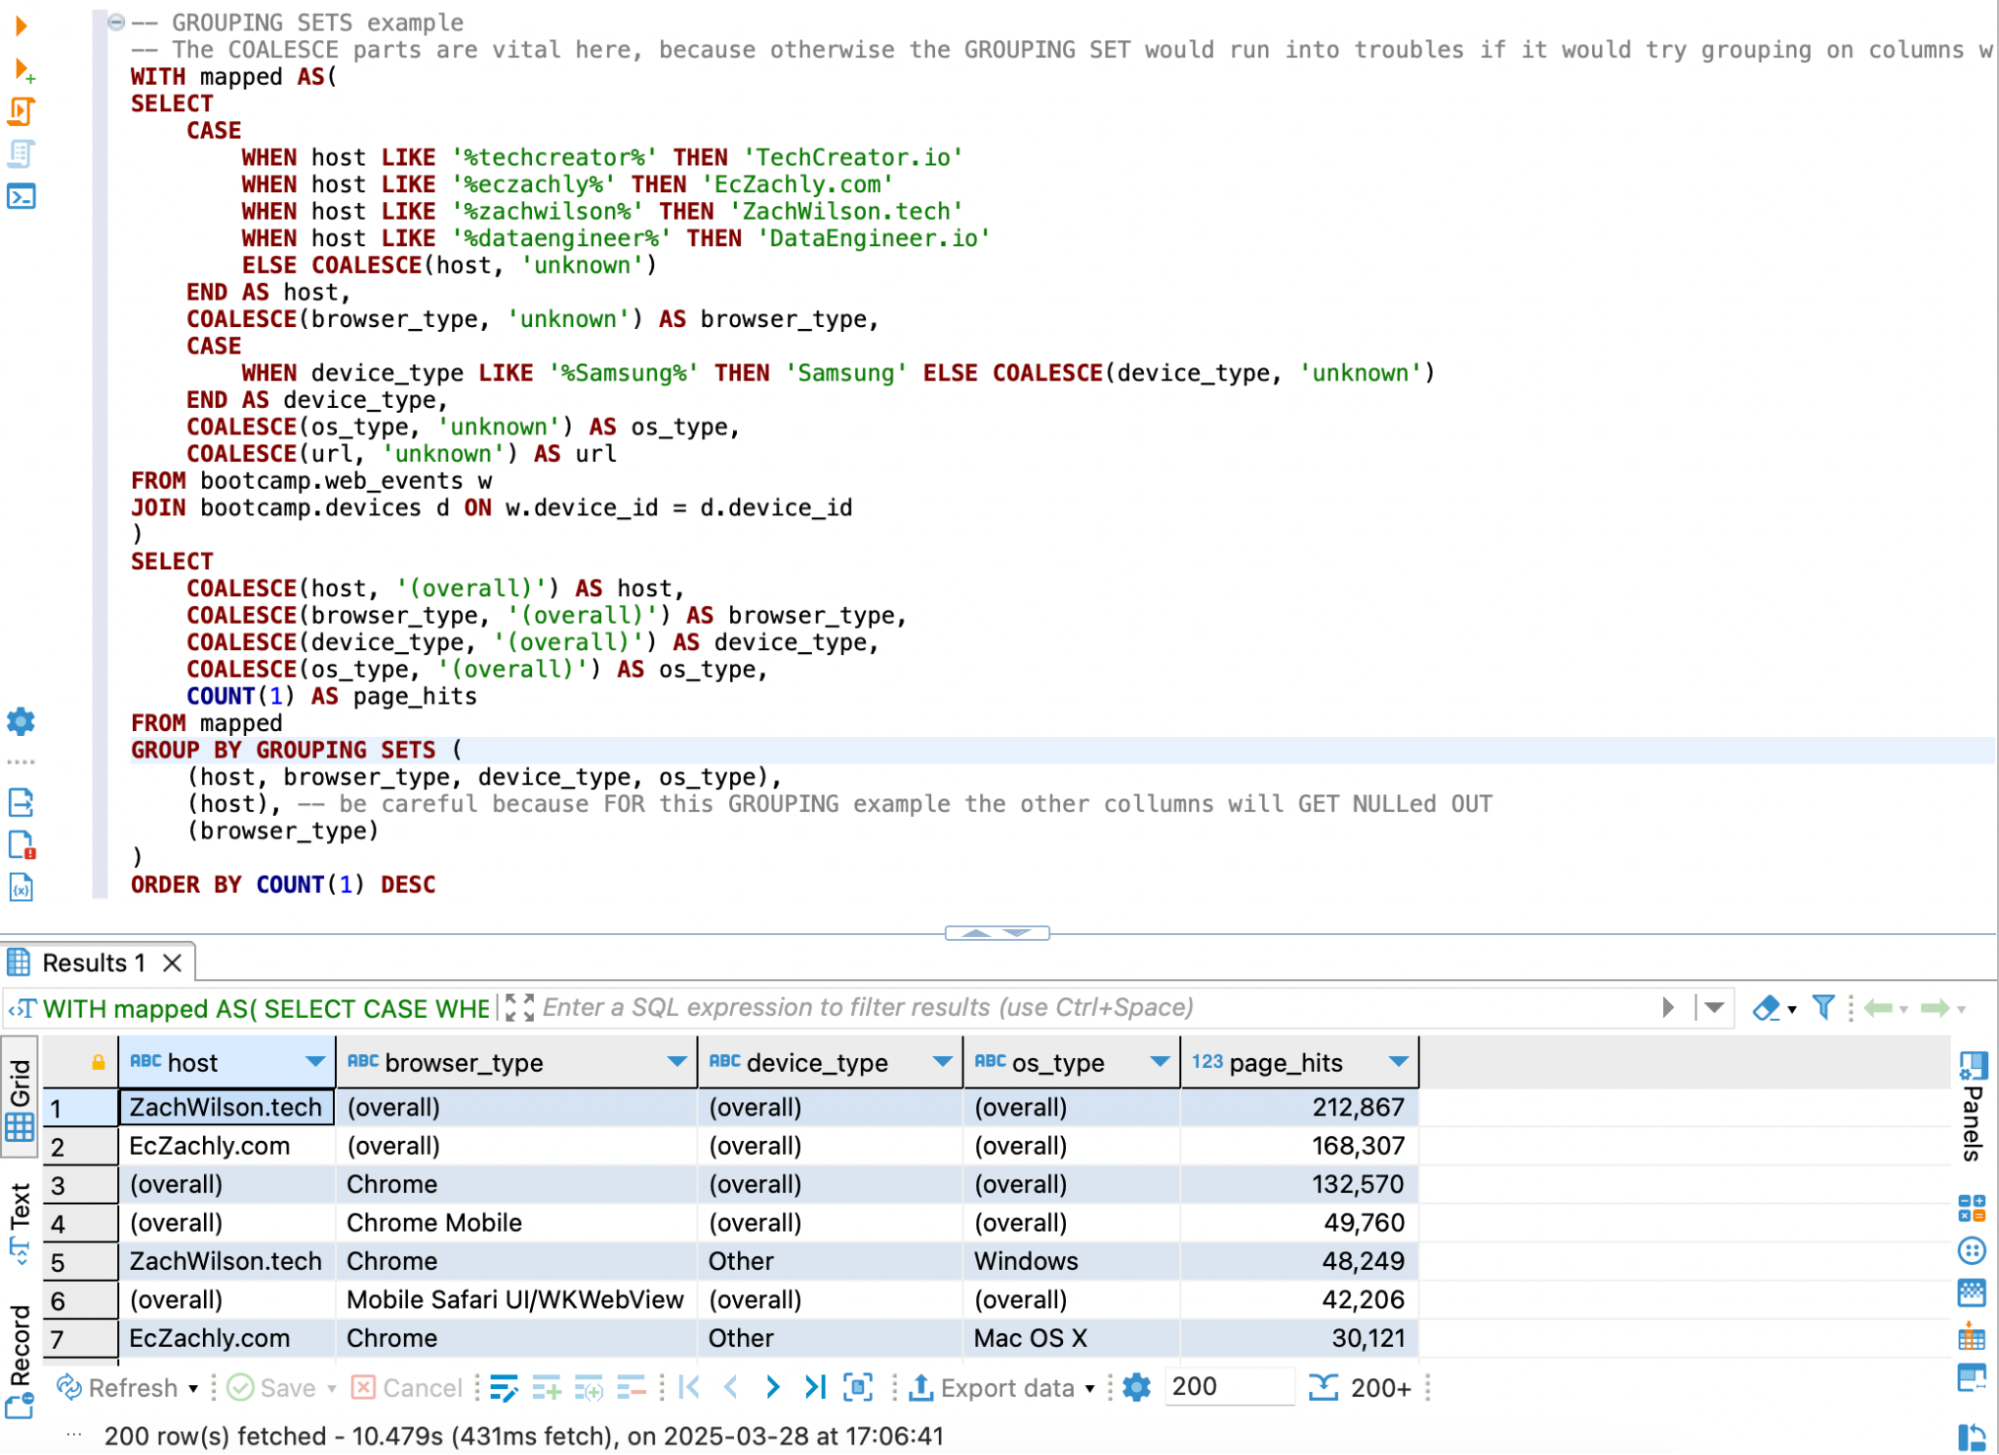 -- GROUPING SETS example
-- The COALESCE parts are vital here, because otherwise the GROUPING SET would run into troubles if it would try grouping on columns w
WITH mapped AS(
SELECT
CASE
WHEN host LIKE '%techcreator%' THEN 'TechCreator.io'
WHEN host LIKE '%eczachly%' THEN 'EcZachly.com'
WHEN host LIKE '%zachwilson%' THEN 'ZachWilson.tech'
WHEN host LIKE '%dataengineer%' THEN 'DataEngineer.io'
ELSE COALESCE(host, 'unknown')
END AS host,
COALESCE(browser_type, 'unknown') AS browser_type,
CASE
WHEN device_type LIKE '%Samsung%' THEN 'Samsung' ELSE COALESCE(device_type, 'unknown')
END AS device_type,
COALESCE(os_type, 'unknown') AS os_type,
COALESCE(url, 'unknown') AS url
FROM bootcamp.web_events w
JOIN bootcamp.devices d ON w.device_id = d.device_id
)
SELECT
COALESCE(host, '(overall)') AS host,
COALESCE(browser_type, '(overall)') AS browser_type,
COALESCE(device_type, '(overall)') AS device_type,
COALESCE(os_type, '(overall)') AS os_type,
COUNT(1) AS page_hits
FROM mapped
GROUP BY GROUPING SETS (
(host, browser_type, device_type, os_type),
(host), -- be careful because FOR this GROUPING example the other collumns will GET NULLed OUT
(browser_type)
)
ORDER BY COUNT(1) DESC
Results 1
WITH mapped AS( SELECT CASE WHE Enter a SQL expression to filter results (use Ctrl+Space)
Grid
Text
Record
Panels
ABC host ABC browser_type ABC device_type ABC os_type 123 page_hits
1 ZachWilson.tech (overall) (overall) (overall) 212,867
2 EcZachly.com (overall) (overall) (overall) 168,307
3 (overall) Chrome (overall) (overall) 132,570
4 (overall) Chrome Mobile (overall) (overall) 49,760
5 ZachWilson.tech Chrome Other Windows 48,249
6 (overall) Mobile Safari UI/WKWebView (overall) (overall) 42,206
7 EcZachly.com Chrome Other Mac OS X 30,121
Refresh Save Cancel Export data 200 200+
200 row(s) fetched - 10.479s (431ms fetch), on 2025-03-28 at 17:06:41